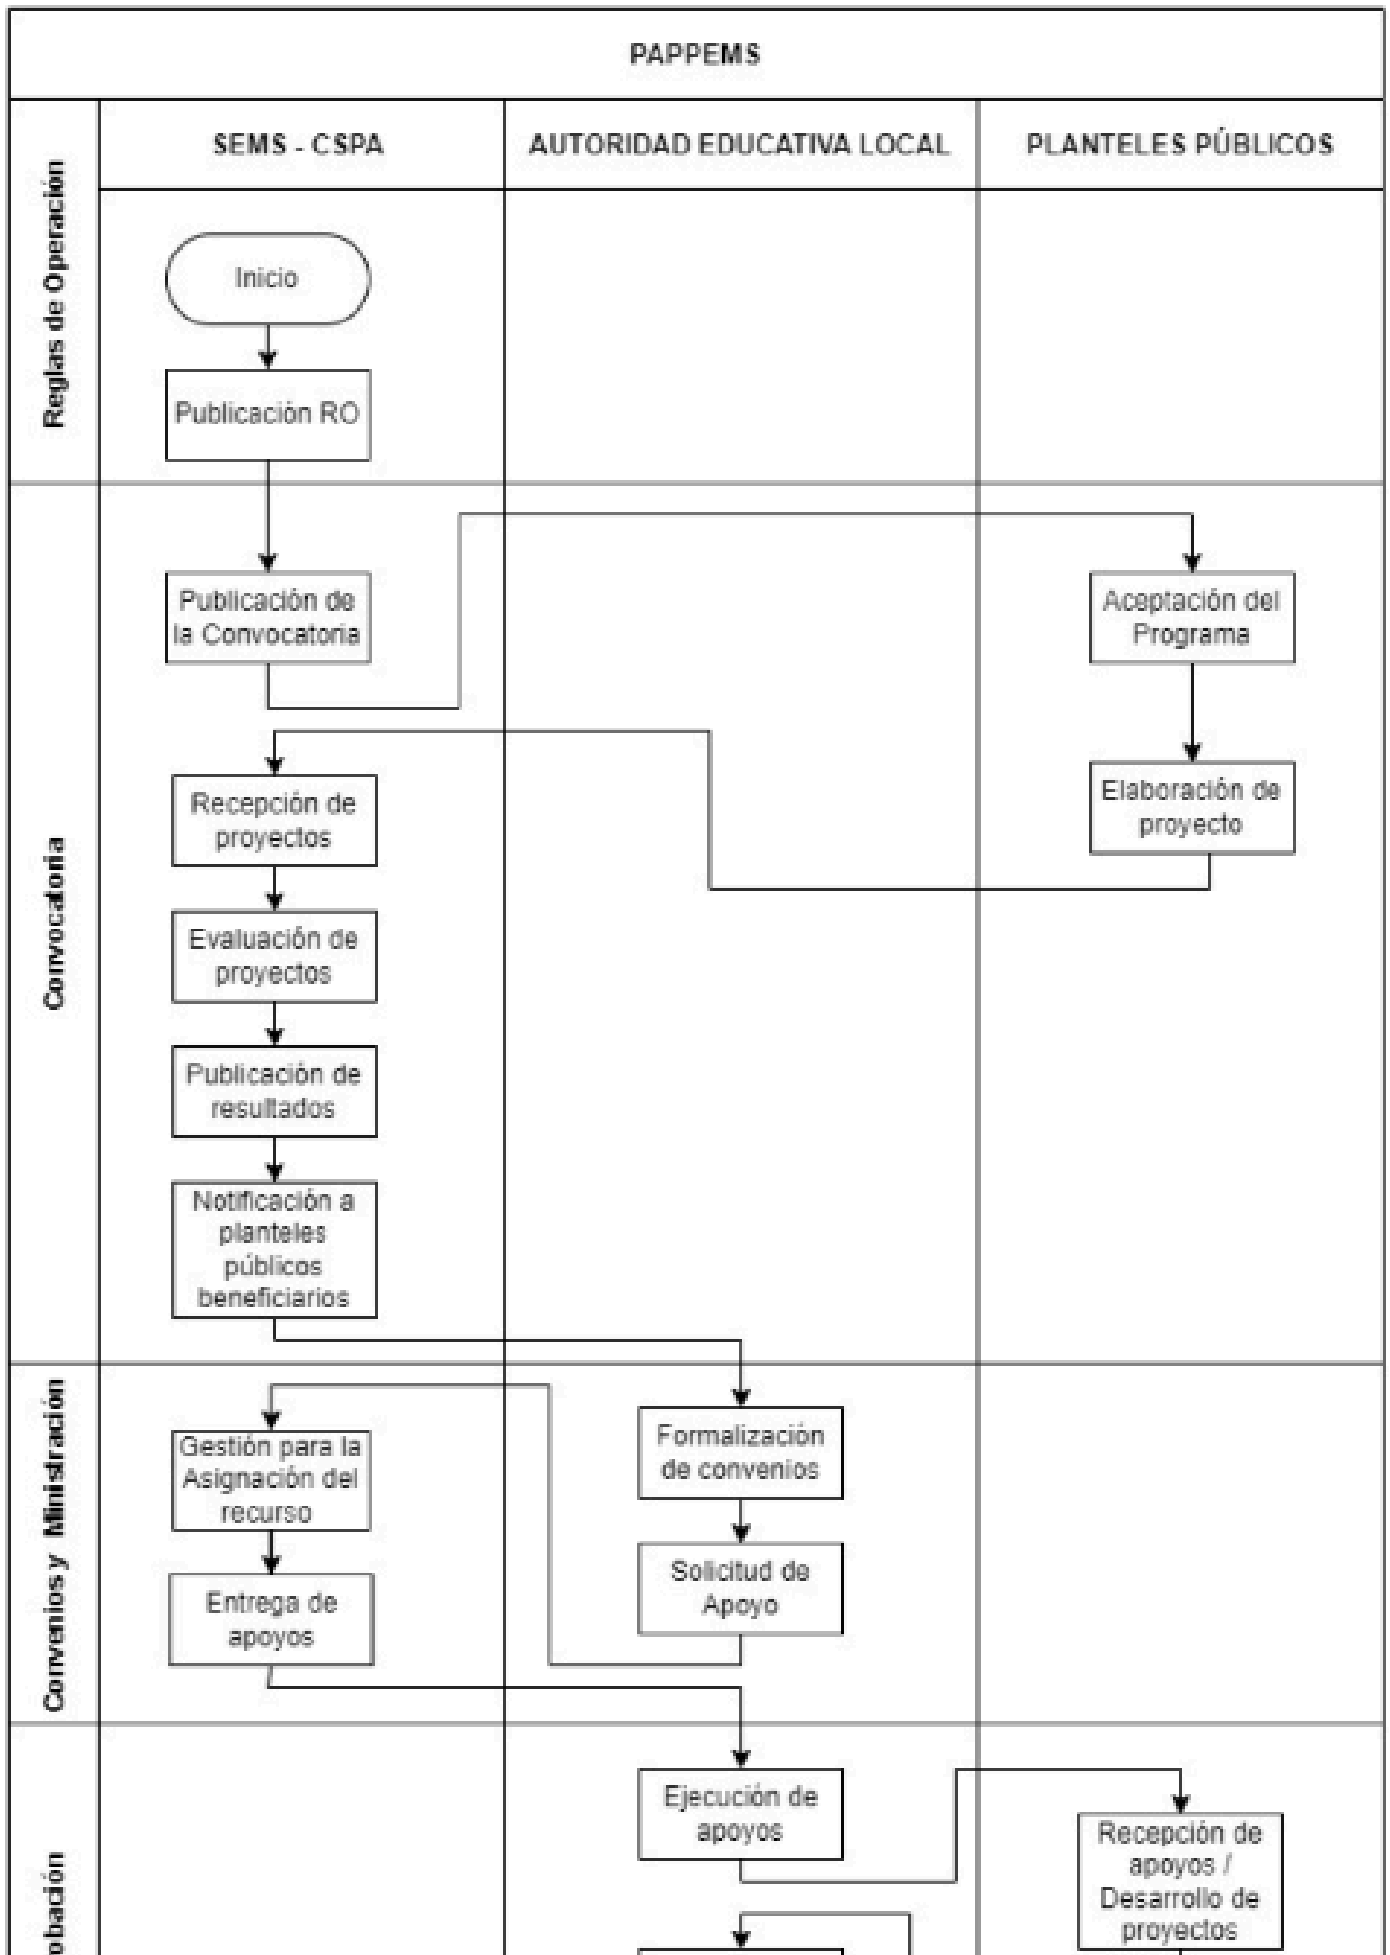 PAPPEMS
SEMS - CSPA
AUTORIDAD EDUCATIVA LOCAL
PLANTELES PÚBLICOS
Reglas de Operación
Inicio
Publicación RO
Convocatoria
Publicación de
la Convocatoria
Aceptación del
Programa
Elaboración de
proyecto
Recepción de
proyectos
Evaluación de
proyectos
Publicación de
resultados
Notificación a
planteles
públicos
beneficiarios
Convenios y Ministración
Formalización
de convenios
Solicitud de
Apoyo
Gestión para la
Asignación del
recurso
Entrega de
apoyos
obación
Ejecución de
apoyos
Recepción de
apoyos /
Desarrollo de
proyectos